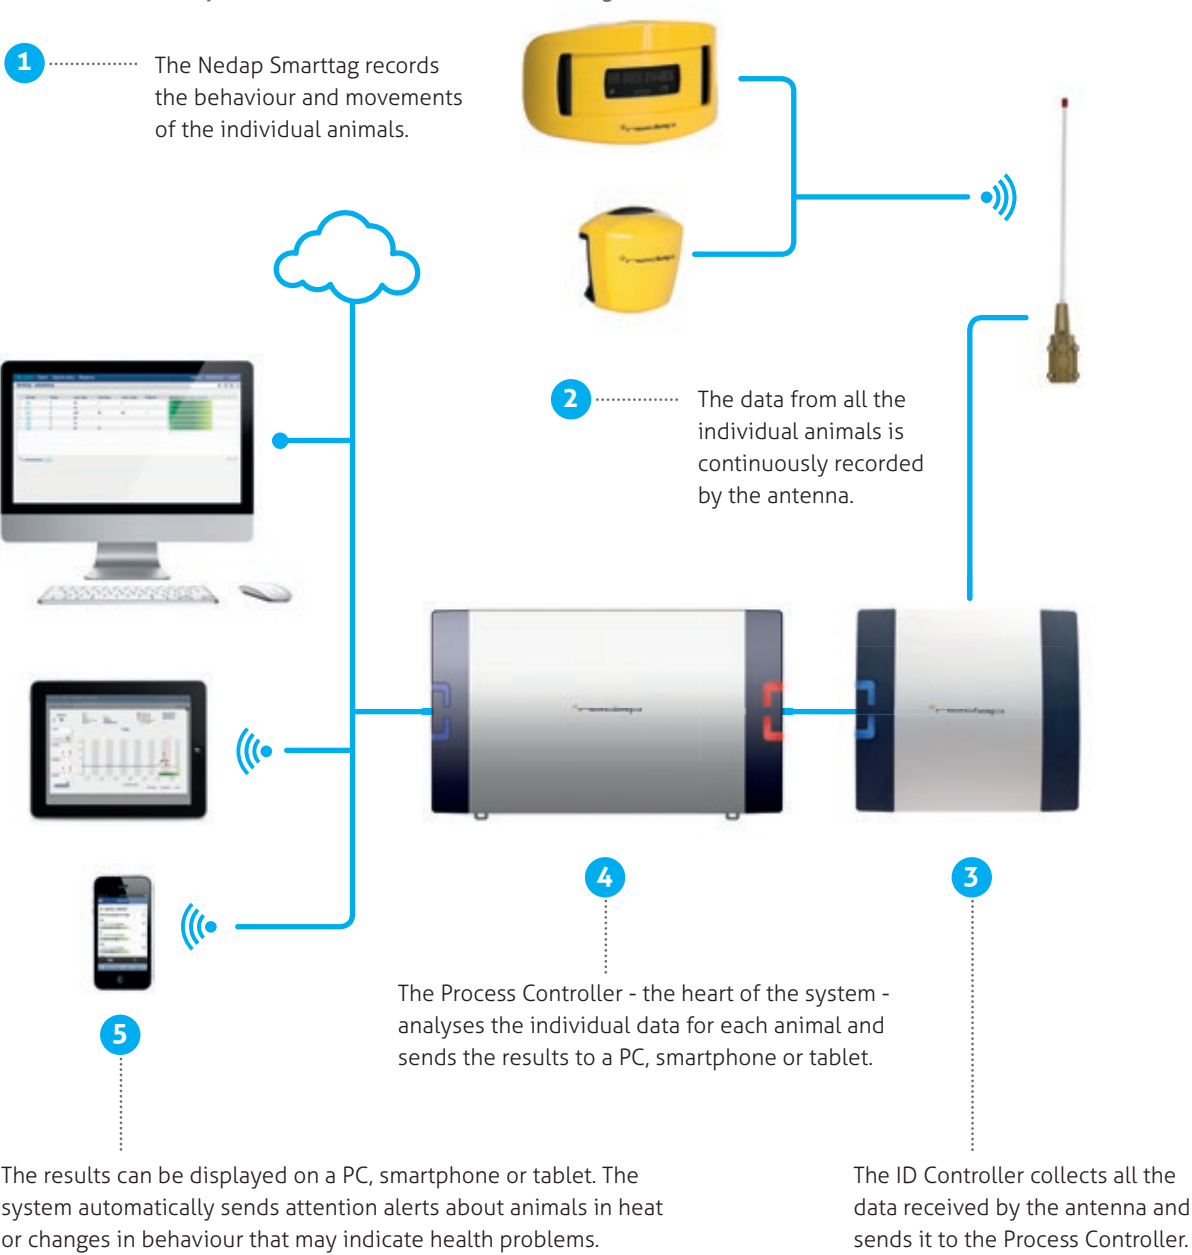 1
The Nedap Smarttag records
the behaviour and movements
of the individual animals.
2
The data from all the
individual animals is
continuously recorded
by the antenna.
4
3
The Process Controller - the heart of the system -
analyses the individual data for each animal and
sends the results to a PC, smartphone or tablet.
5
The results can be displayed on a PC, smartphone or tablet. The
system automatically sends attention alerts about animals in heat
or changes in behaviour that may indicate health problems.
The ID Controller collects all the
data received by the antenna and
sends it to the Process Controller.